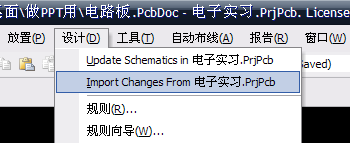 面\做PPT用\电路板.PcbDoc - 电子实习.PrjPcb. License
放置(P) 设计(D) 工具(T) 自动布线(A) 报告(R) 窗口(W)
Update Schematics in 电子实习.PrjPcb
Saved)
Import Changes From 电子实习.PrjPcb
规则(R)...
规则向导(W)...